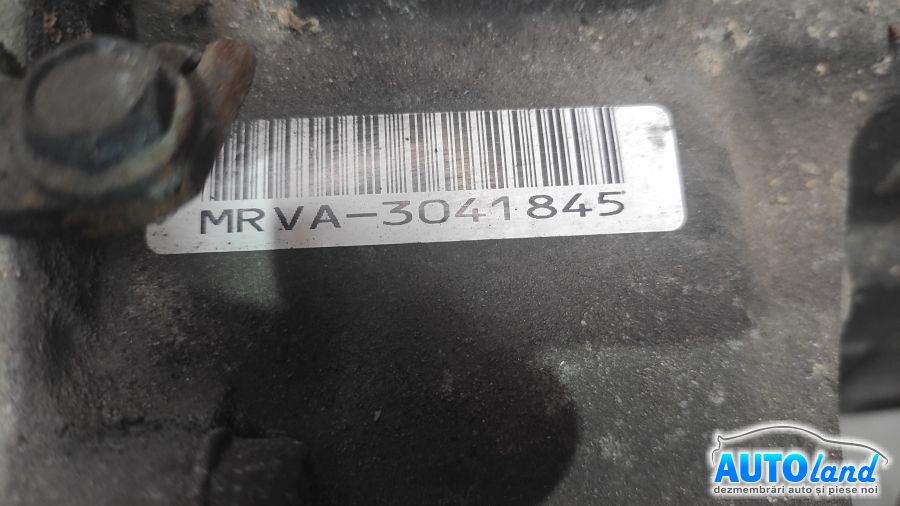 MRVA-3041845
AUTOland
dezmembrări auto și piese noi